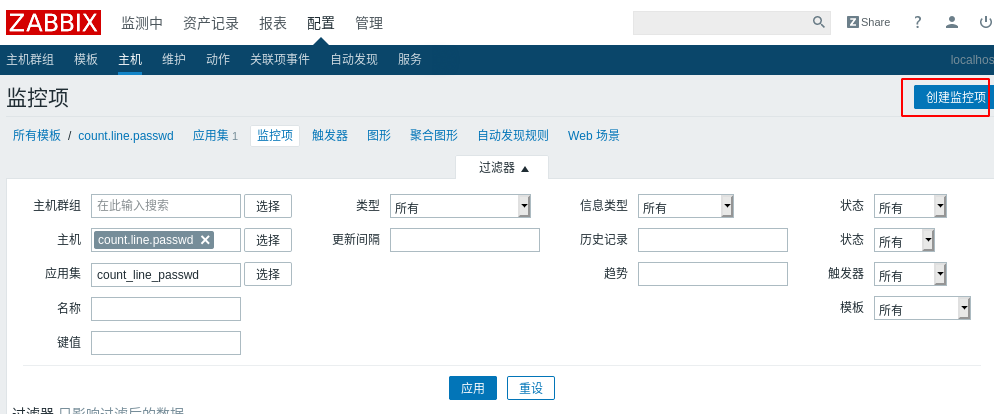 ZABBIX 监测中 资产记录 报表 配置 管理 Z Share ?
主机群组 模板 主机 维护 动作 关联项事件 自动发现 服务 localhos
监控项 创建监控项
所有模板 / count.line.passwd 应用集 1 监控项 触发器 图形 聚合图形 自动发现规则 Web 场景
过滤器 ▲
主机群组 在此输入搜索 选择 类型 所有 信息类型 所有 状态 所有
主机 count.line.passwd ✕ 选择 更新间隔 历史记录 状态 所有
应用集 count_line_passwd 选择 趋势 触发器 所有
名称 模板 所有
键值
应用 重设
过滤器 只影响过滤后的数据